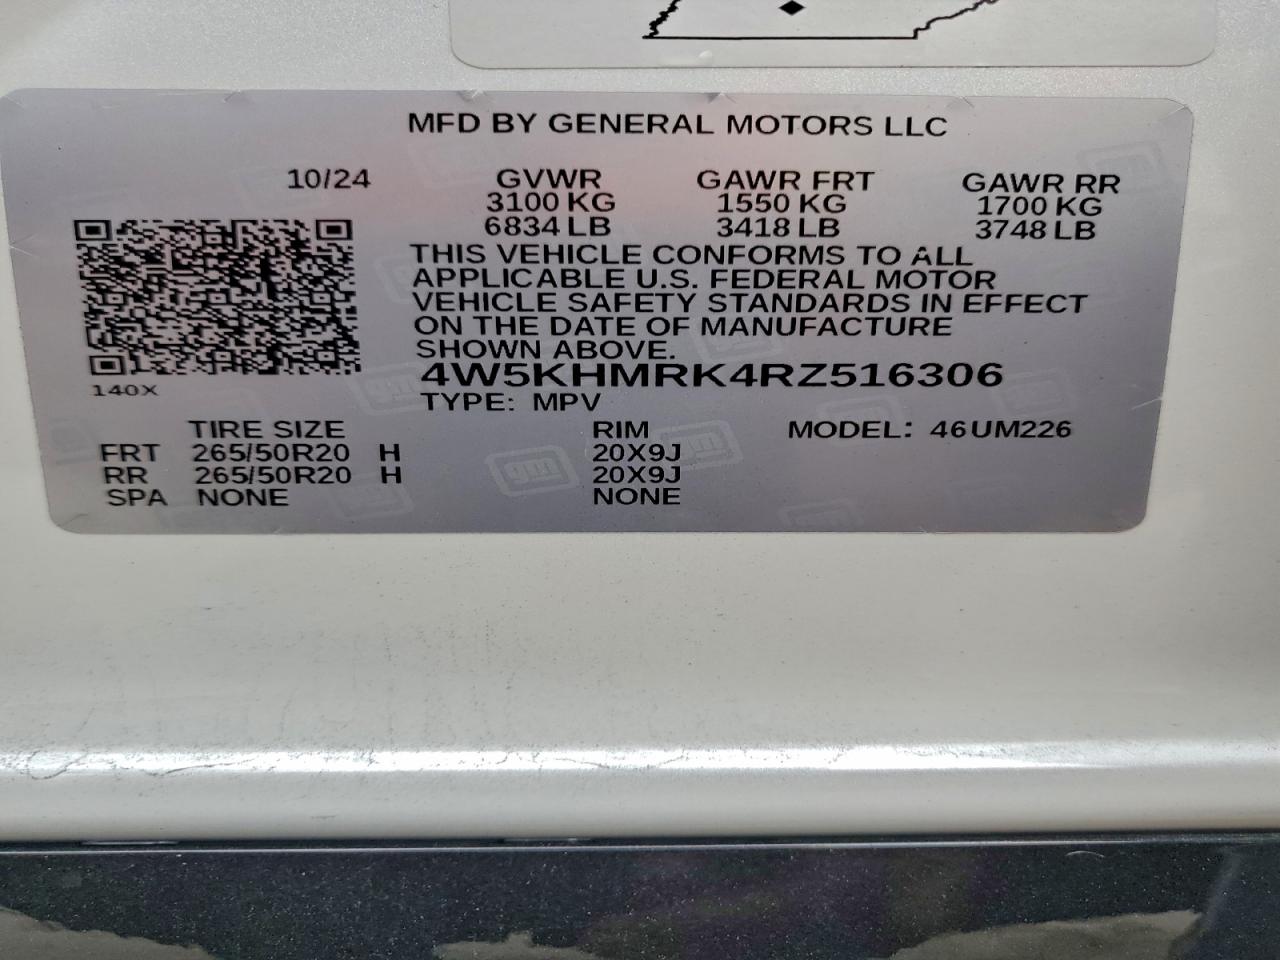 MFD BY GENERAL MOTORS LLC
10/24 GVWR GAWR FRT GAWR RR
3100 KG 1550 KG 1700 KG
6834 LB 3418 LB 3748 LB
THIS VEHICLE CONFORMS TO ALL
APPLICABLE U.S. FEDERAL MOTOR
VEHICLE SAFETY STANDARDS IN EFFECT
ON THE DATE OF MANUFACTURE
SHOWN ABOVE.
4W5KHMRK4RZ516306
140X
TYPE: MPV
TIRE SIZE RIM MODEL: 46UM226
FRT 265/50R20 H 20X9J
RR 265/50R20 H 20X9J
SPA NONE NONE
gm
gm